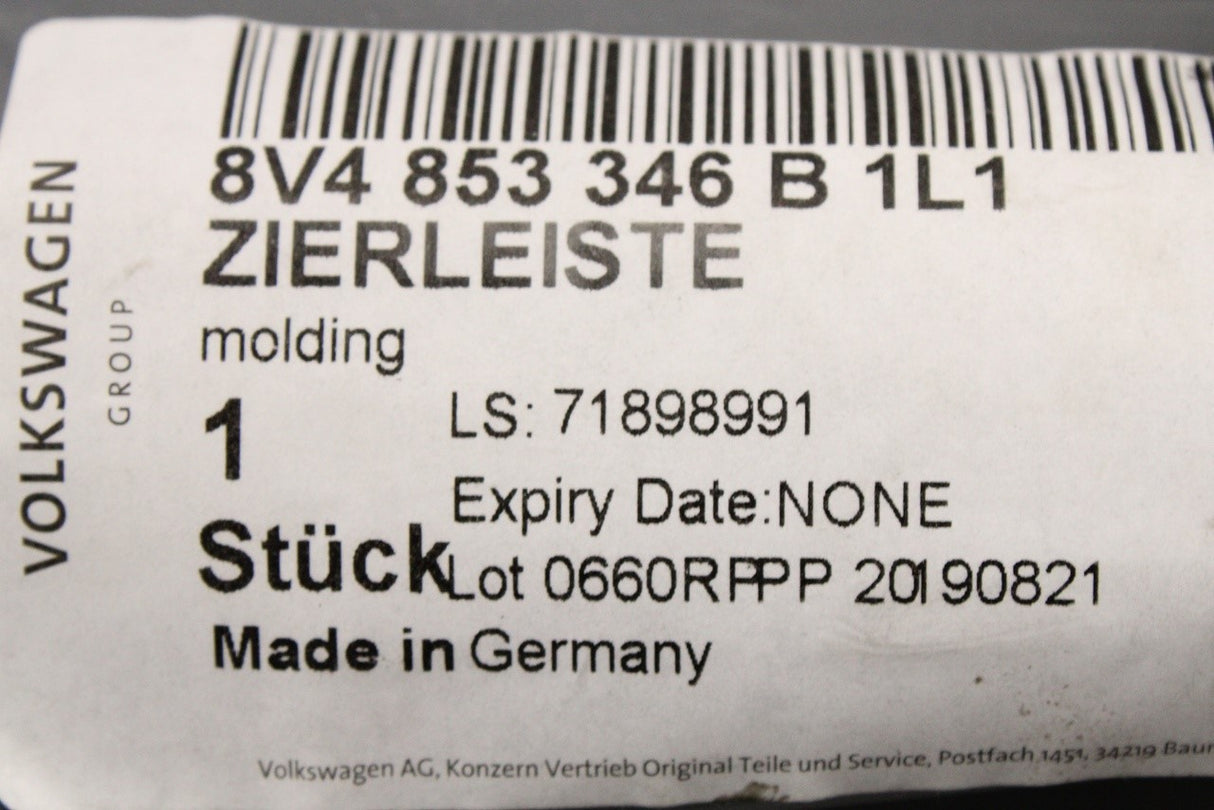 VOLKSWAGEN
GROUP
8V4 853 346 B 1L1
ZIERLEISTE
molding
1
LS: 71898991
Expiry Date:NONE
Stück
Lot 0660RPPPP 20190821
Made in Germany
Volkswagen AG, Konzern Vertrieb Original Teile und Service, Postfach 1451, 34219